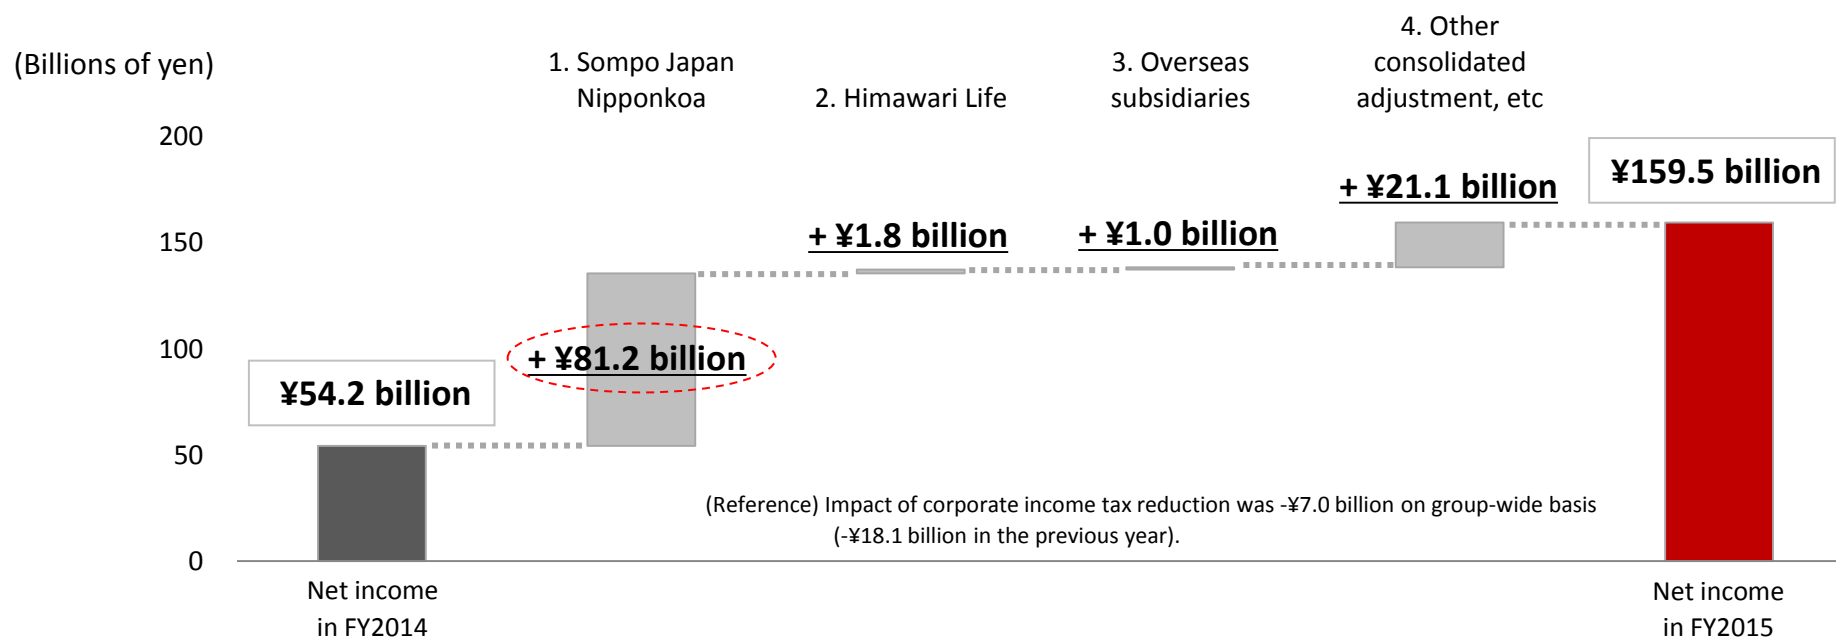 (Billions of yen)
1. Sompo Japan
Nipponkoa
2. Himawari Life
3. Overseas
subsidiaries
4. Other
consolidated
adjustment, etc
200
150
100
50
0
¥54.2 billion
+ ¥81.2 billion
+ ¥1.8 billion
+ ¥1.0 billion
+ ¥21.1 billion
¥159.5 billion
(Reference) Impact of corporate income tax reduction was -¥7.0 billion on group-wide basis
(-¥18.1 billion in the previous year).
Net income
in FY2014
Net income
in FY2015